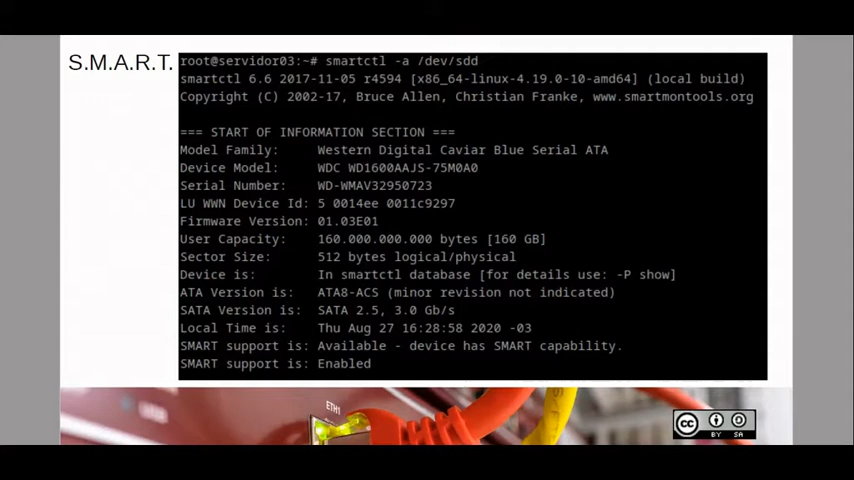 S.M.A.R.T.
root@servidor03:~# smartctl -a /dev/sdd
smartctl 6.6 2017-11-05 r4594 [x86_64-linux-4.19.0-10-amd64] (local build)
Copyright (C) 2002-17, Bruce Allen, Christian Franke, www.smartmontools.org
=== START OF INFORMATION SECTION ===
Model Family:     Western Digital Caviar Blue Serial ATA
Device Model:     WDC WD1600AAJS-75M0A0
Serial Number:    WD-WMAV32950723
LU WWN Device Id: 5 0014ee 0011c9297
Firmware Version: 01.03E01
User Capacity:    160.000.000.000 bytes [160 GB]
Sector Size:      512 bytes logical/physical
Device is:        In smartctl database [for details use: -P show]
ATA Version is:   ATA8-ACS (minor revision not indicated)
SATA Version is:  SATA 2.5, 3.0 Gb/s
Local Time is:    Thu Aug 27 16:28:58 2020 -03
SMART support is: Available - device has SMART capability.
SMART support is: Enabled
ETH1
cc
BY SA